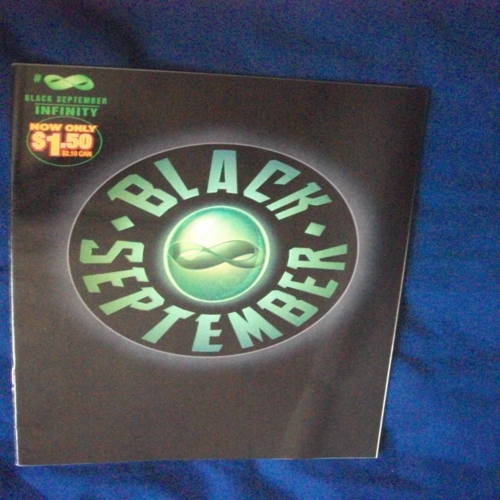 #∞
BLACK SEPTEMBER
INFINITY
NOW ONLY
$1.50
$2.10 CAN
BLACK
SEPTEMBER